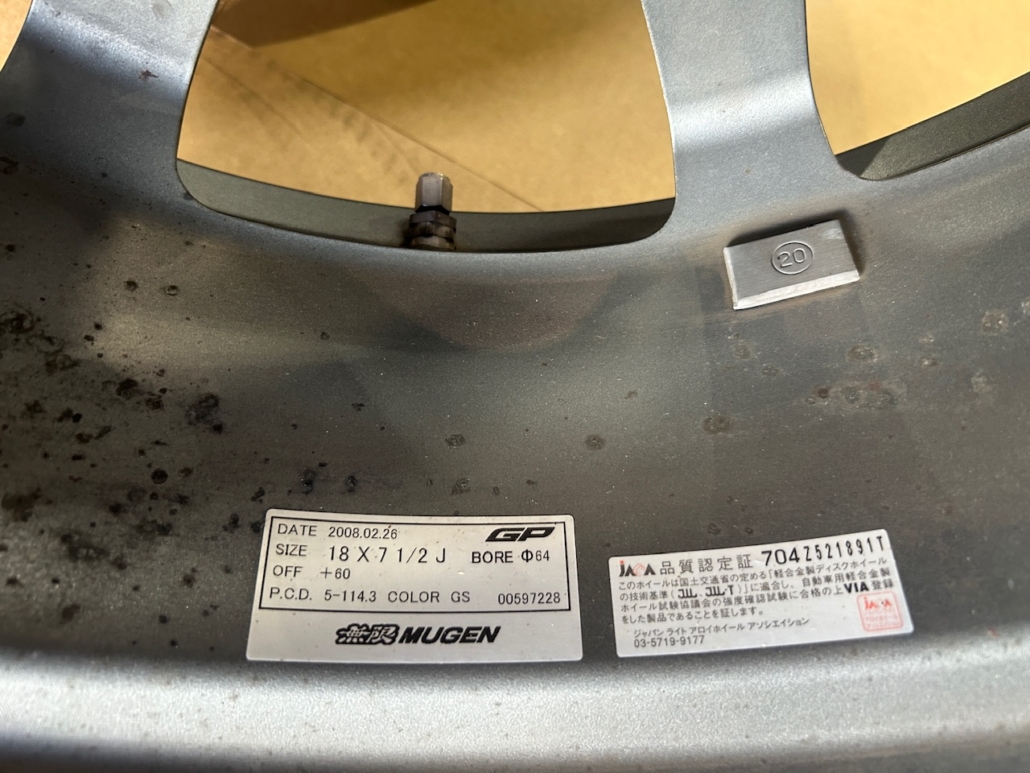 20
DATE 2008.02.26 GP
SIZE 18 X 7 1/2 J BORE Φ64
OFF +60
P.C.D. 5-114.3 COLOR GS 00597228
無限 MUGEN
JAWA 品質認定証 704Z521891T
このホイールは国土交通省の定める「軽合金製ディスクホイール
の技術基準(JWL、JWL-T)」に適合し、自動車用軽合金製
ホイール試験協議会の強度確認試験に合格の上VIA登録
をした製品であることを証します。
ジャパン ライト アロイホイール アソシエイション
03-5719-9177